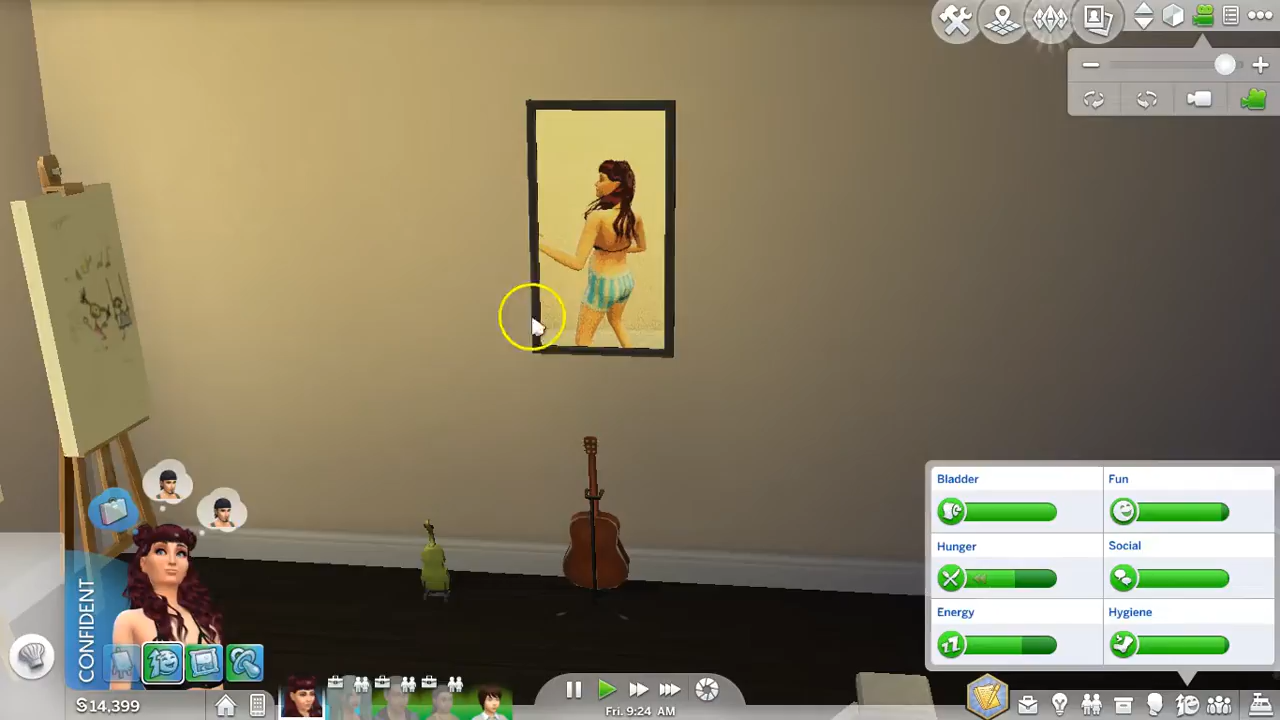 Bladder
Fun
Hunger
Social
Energy
Hygiene
CONFIDENT
§14,399
Fri. 9:24 AM